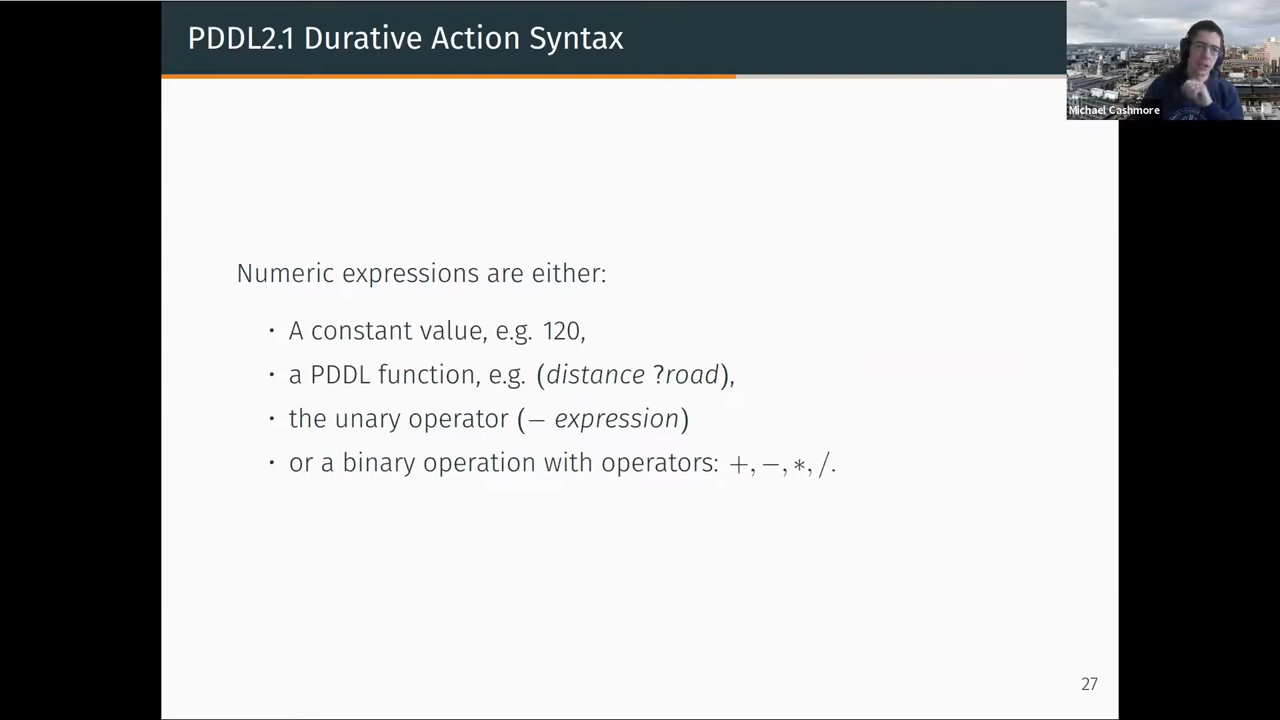 PDDL2.1 Durative Action Syntax
Michael Cashmore
Numeric expressions are either:
• A constant value, e.g. 120,
• a PDDL function, e.g. (distance ?road),
• the unary operator (− expression)
• or a binary operation with operators: +, −, ∗, /.
27